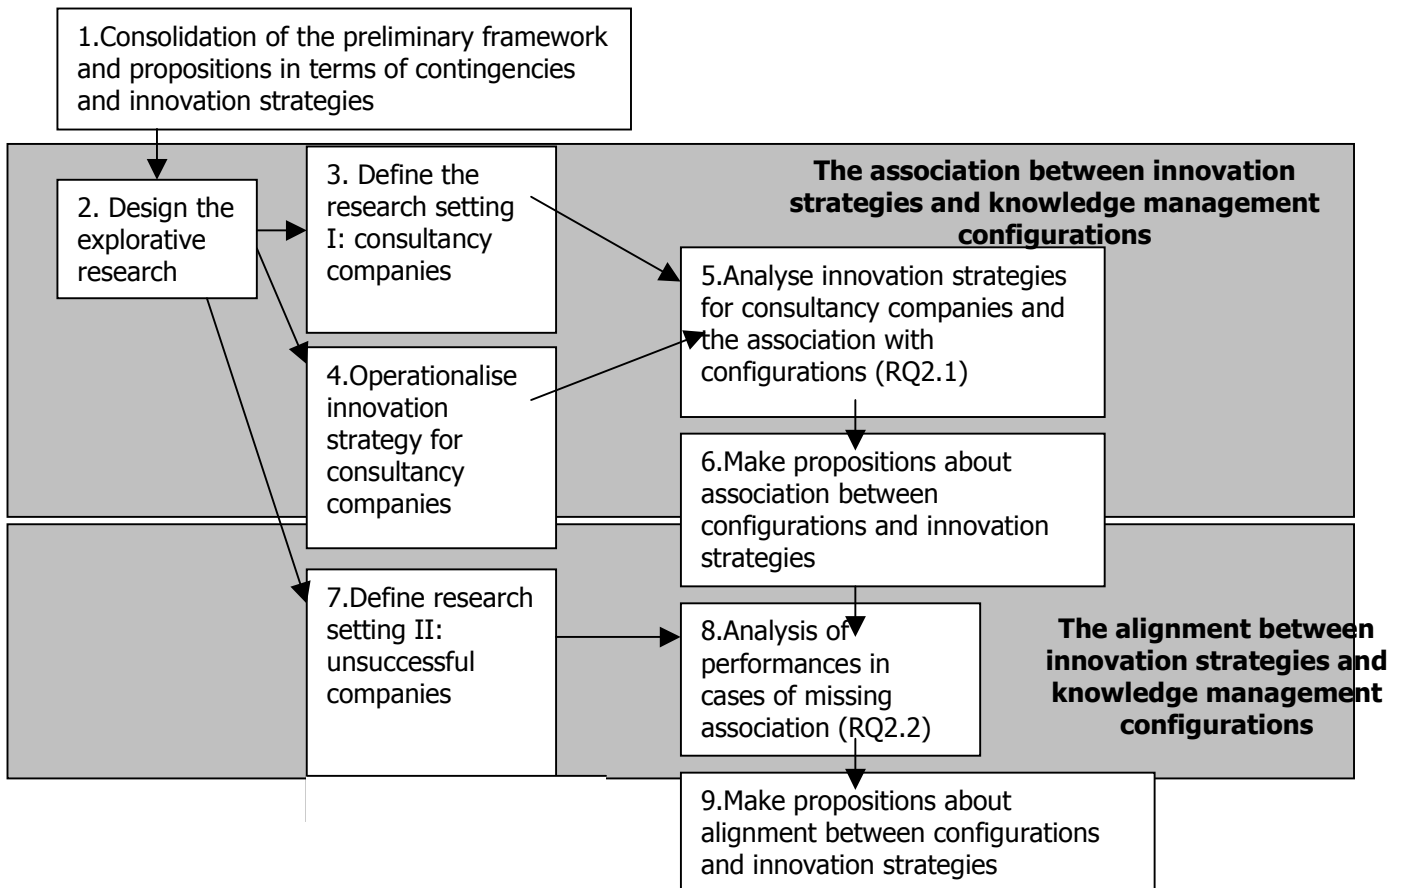 1.Consolidation of the preliminary framework
and propositions in terms of contingencies
and innovation strategies
The association between innovation
strategies and knowledge management
configurations
2. Design the
explorative
research
3. Define the
research setting
I: consultancy
companies
4.Operationalise
innovation
strategy for
consultancy
companies
5.Analyse innovation strategies
for consultancy companies and
the association with
configurations (RQ2.1)
6.Make propositions about
association between
configurations and innovation
strategies
7.Define research
setting II:
unsuccessful
companies
8.Analysis of
performances in
cases of missing
association (RQ2.2)
The alignment between
innovation strategies and
knowledge management
configurations
9.Make propositions about
alignment between configurations
and innovation strategies